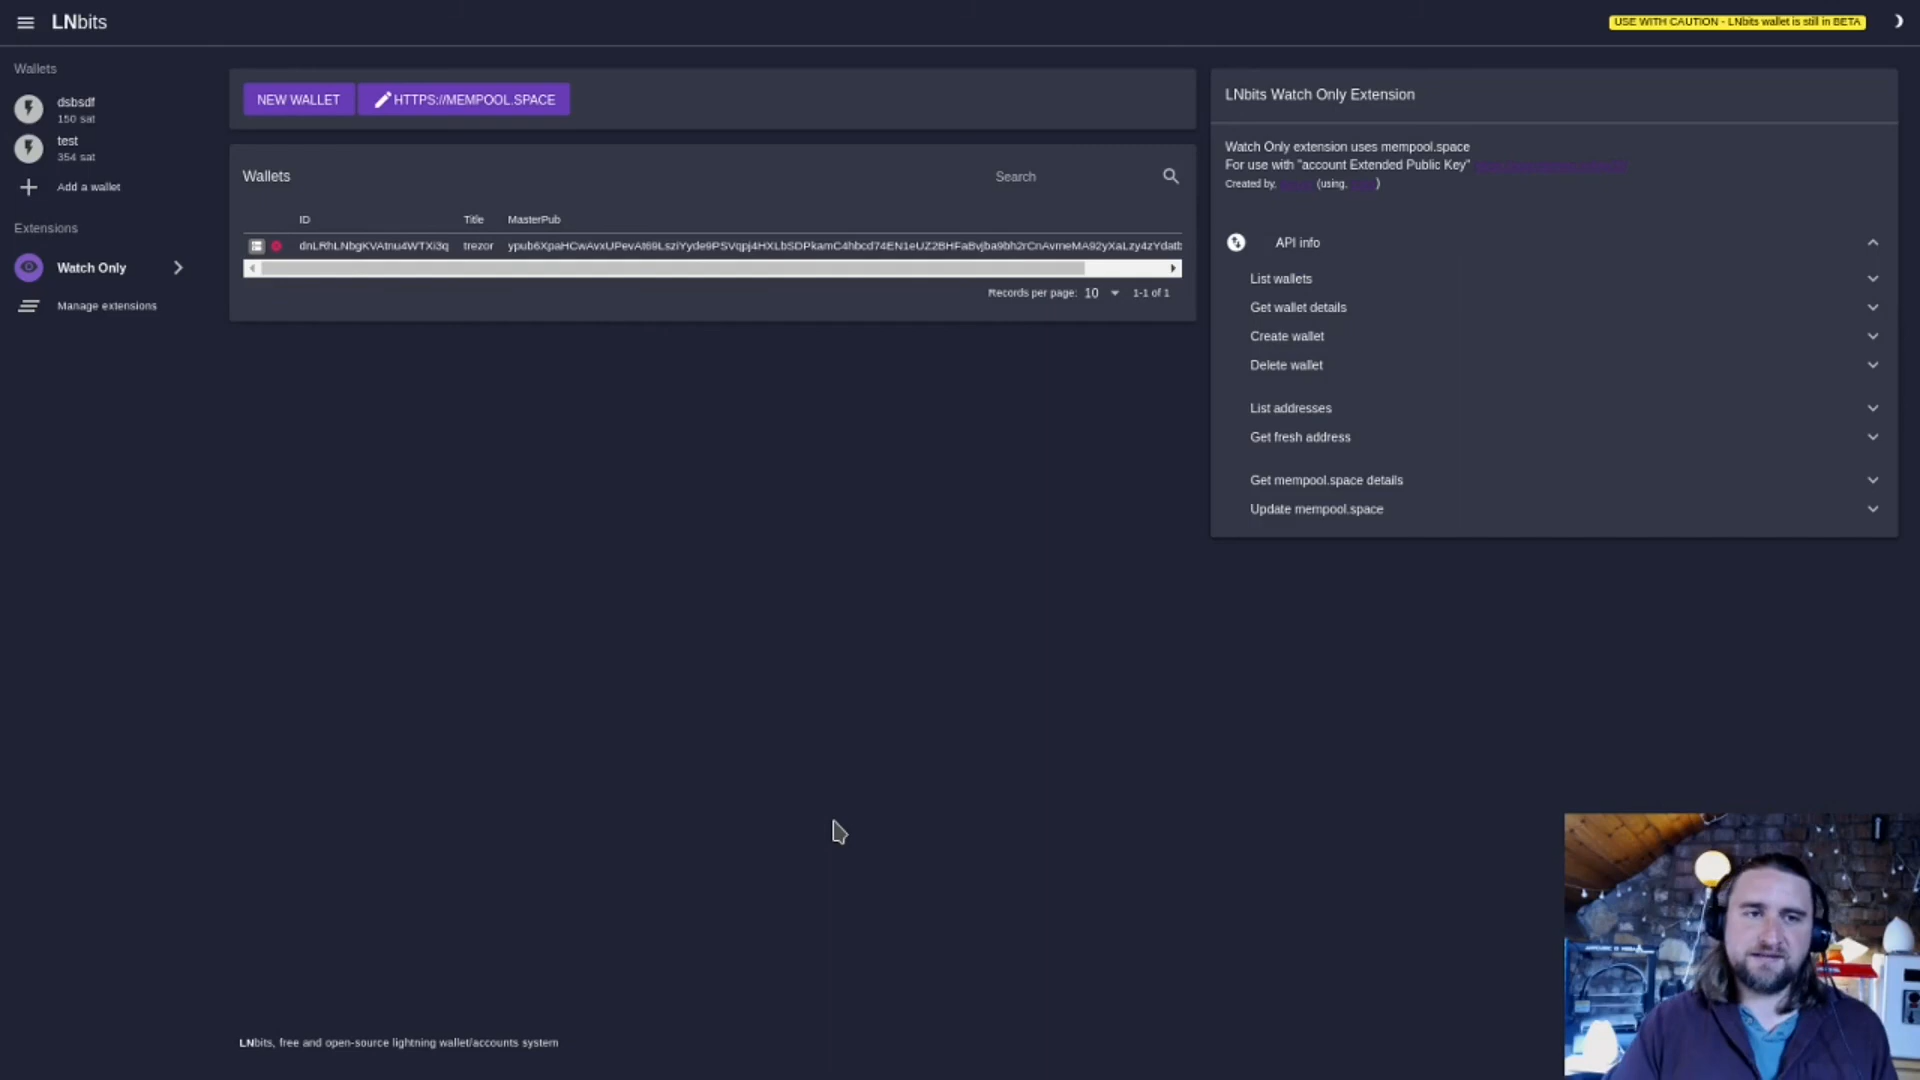 LNbits
USE WITH CAUTION - LNbits wallet is still in BETA
Wallets
dsbsdf
150 sat
test
354 sat
Add a wallet
Extensions
Watch Only
Manage extensions
NEW WALLET
HTTPS://MEMPOOL.SPACE
Wallets
Search
ID Title MasterPub
dnLRhLNbgKVAtnu4WTXi3q trezor
Records per page: 10 1-1 of 1
LNbits Watch Only Extension
Watch Only extension uses mempool.space
For use with "account Extended Public Key"
Created by, (using, )
API info
List wallets
Get wallet details
Create wallet
Delete wallet
List addresses
Get fresh address
Get mempool.space details
Update mempool.space
LNbits, free and open-source lightning wallet/accounts system